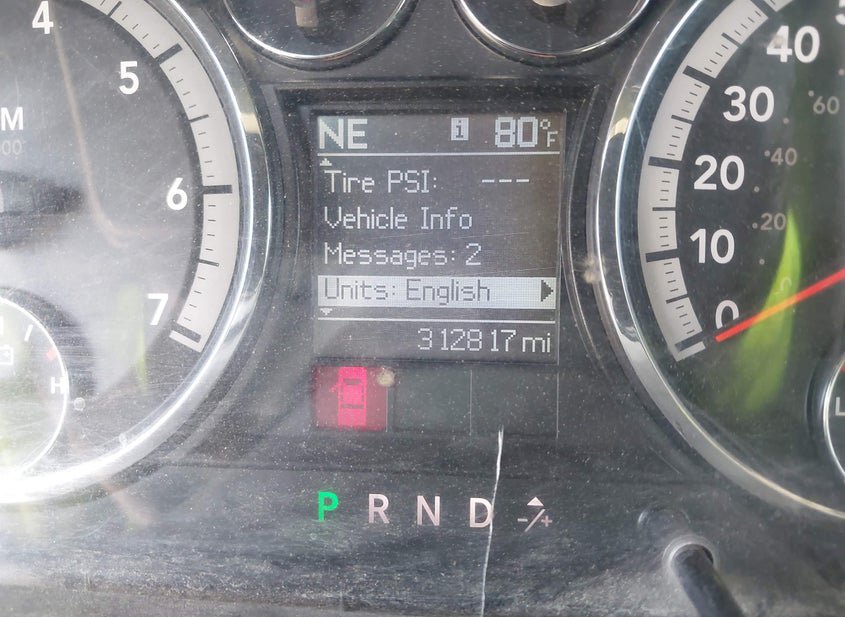 4
5
6
7
M
H
NE i 80°F
Tire PSI: ---
Vehicle Info
Messages: 2
Units: English
312817 mi
P R N D -/+
40
30
20
10
0
60
40
20
L